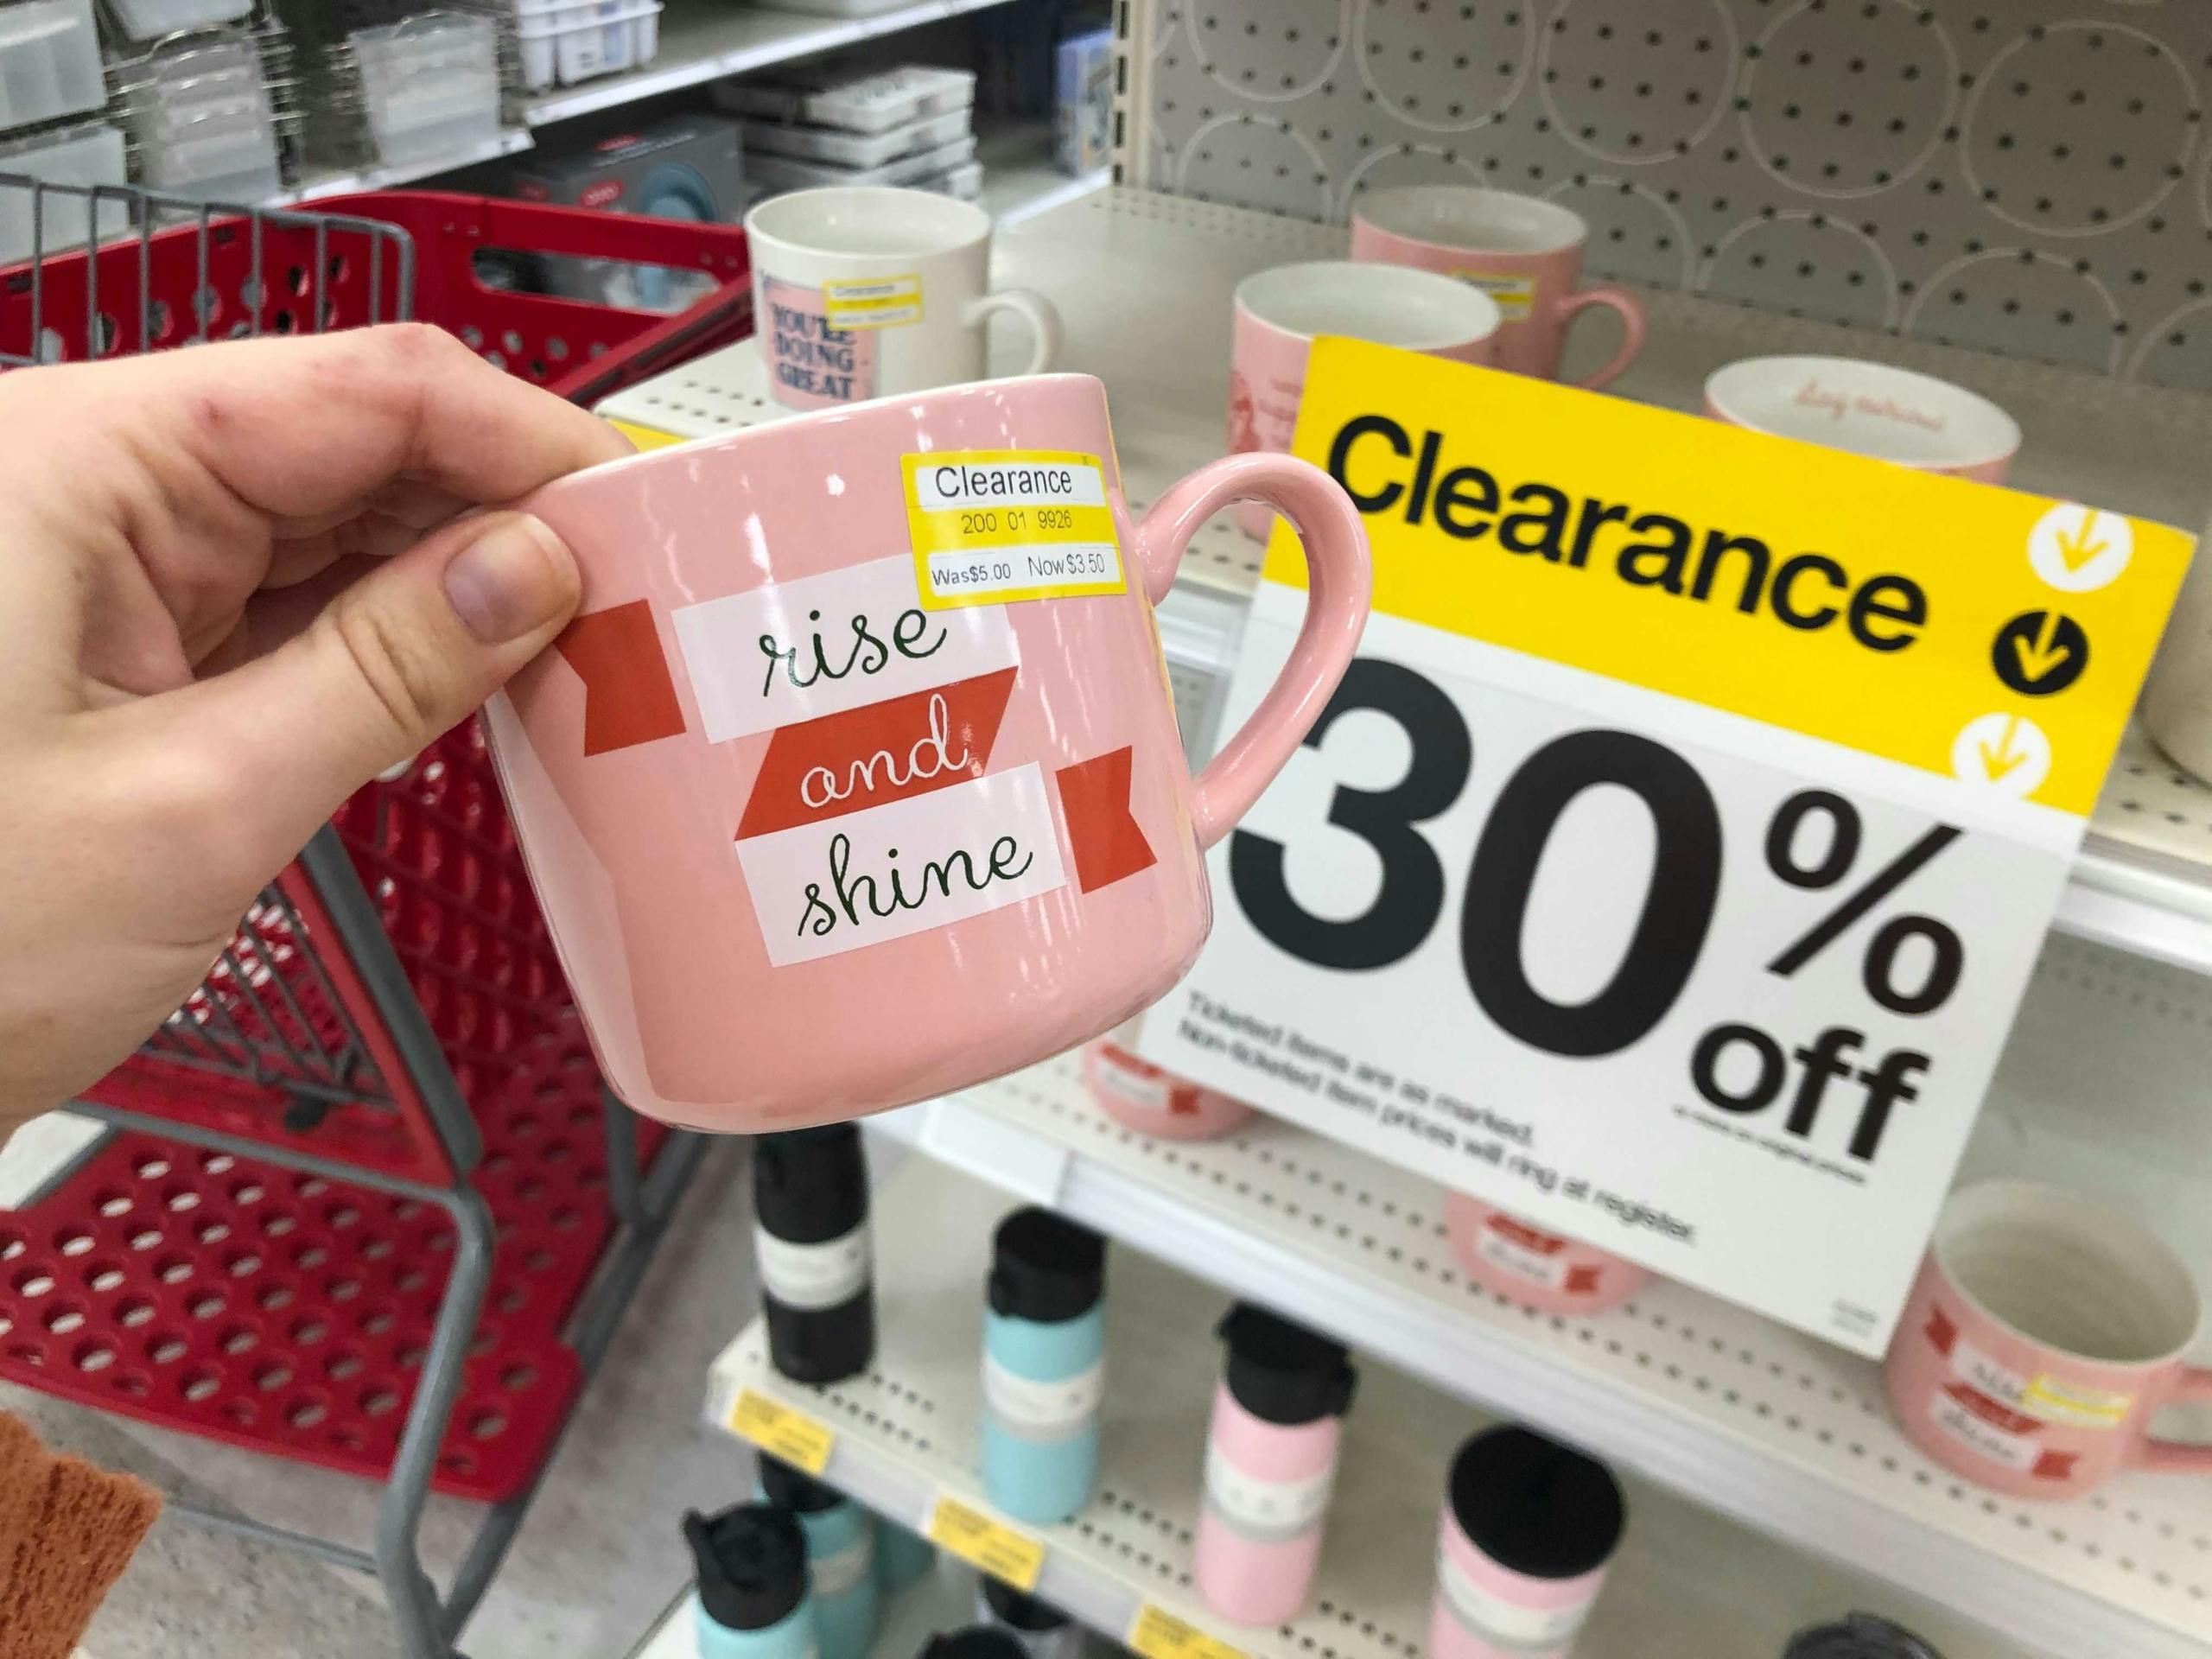 YOU'RE
DOING
GREAT
Clearance
200 01 9926
Was$5.00 Now$3.50
rise
and
shine
Clearance
30%
off
Ticketed items are as marked.
Non-ticketed item prices will ring at register.